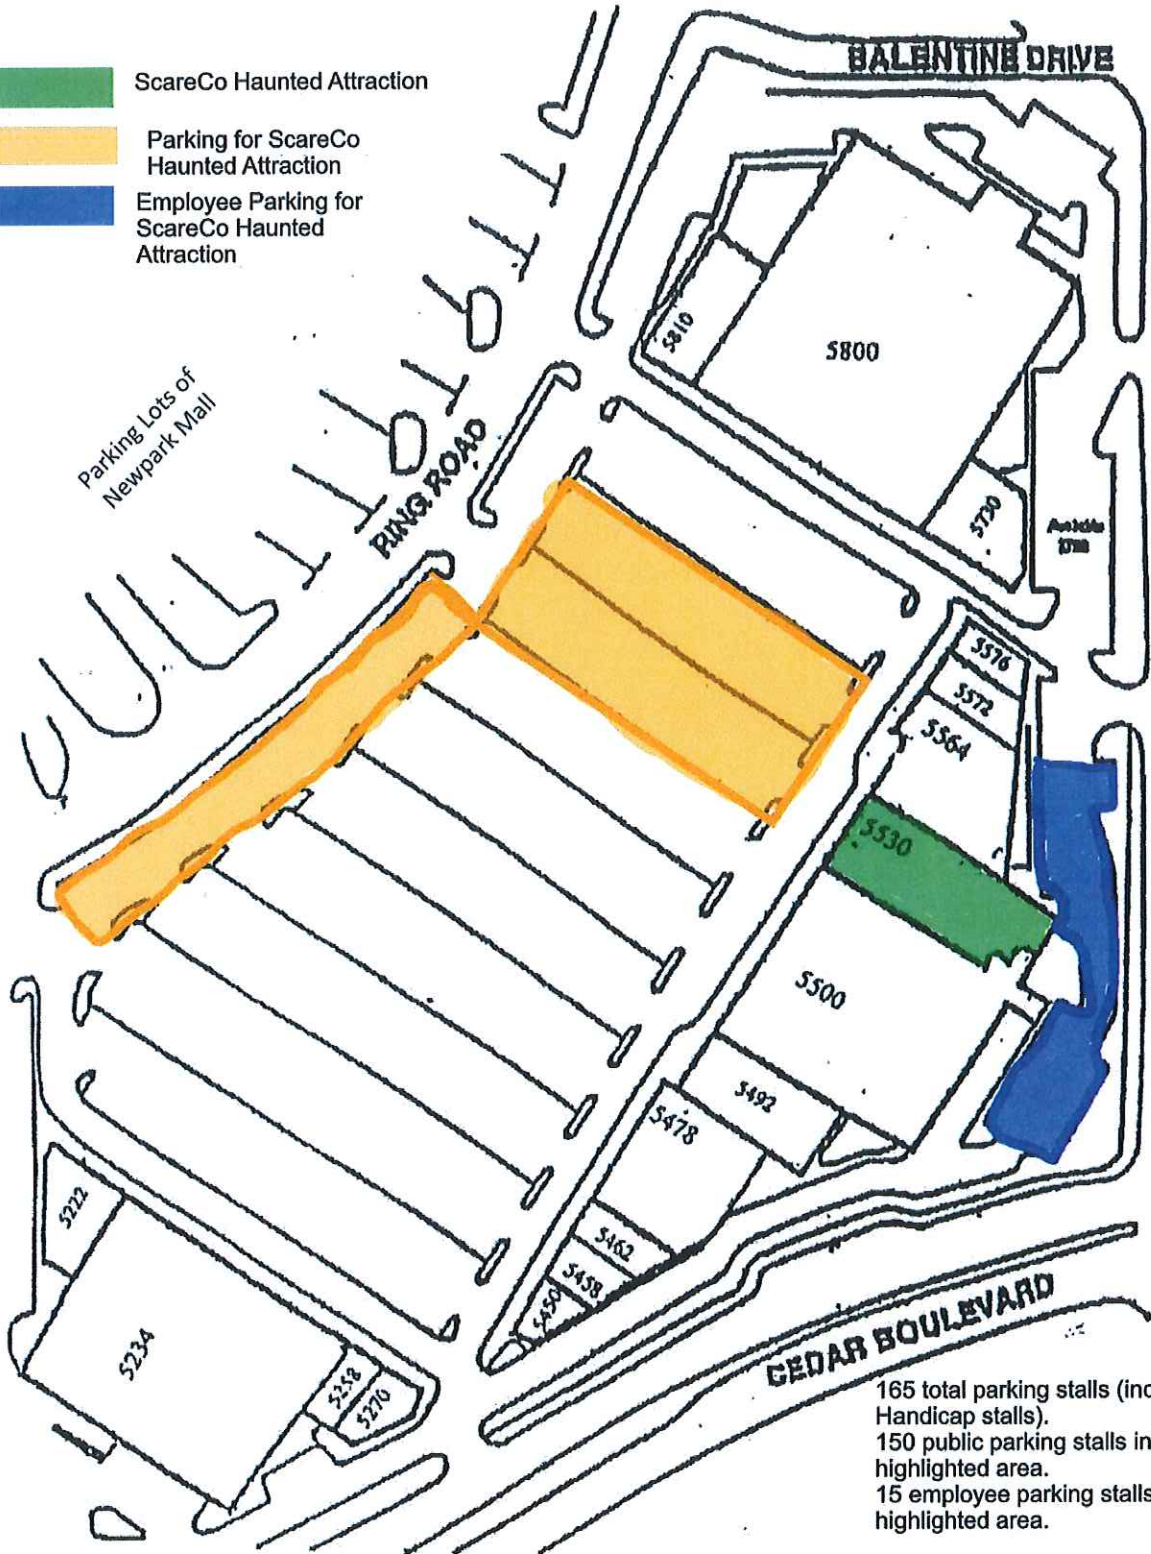 BALENTINE DRIVE
ScareCo Haunted Attraction
Parking for ScareCo
Haunted Attraction
Employee Parking for
ScareCo Haunted
Attraction
5810
5800
Parking Lots of
Newpark Mall
RING ROAD
5730
5576
5572
5564
5530
5500
5492
5478
5222
5462
5458
5450
5234
5258
5270
CEDAR BOULEVARD
165 total parking stalls (inc
Handicap stalls).
150 public parking stalls in
highlighted area.
15 employee parking stalls
highlighted area.